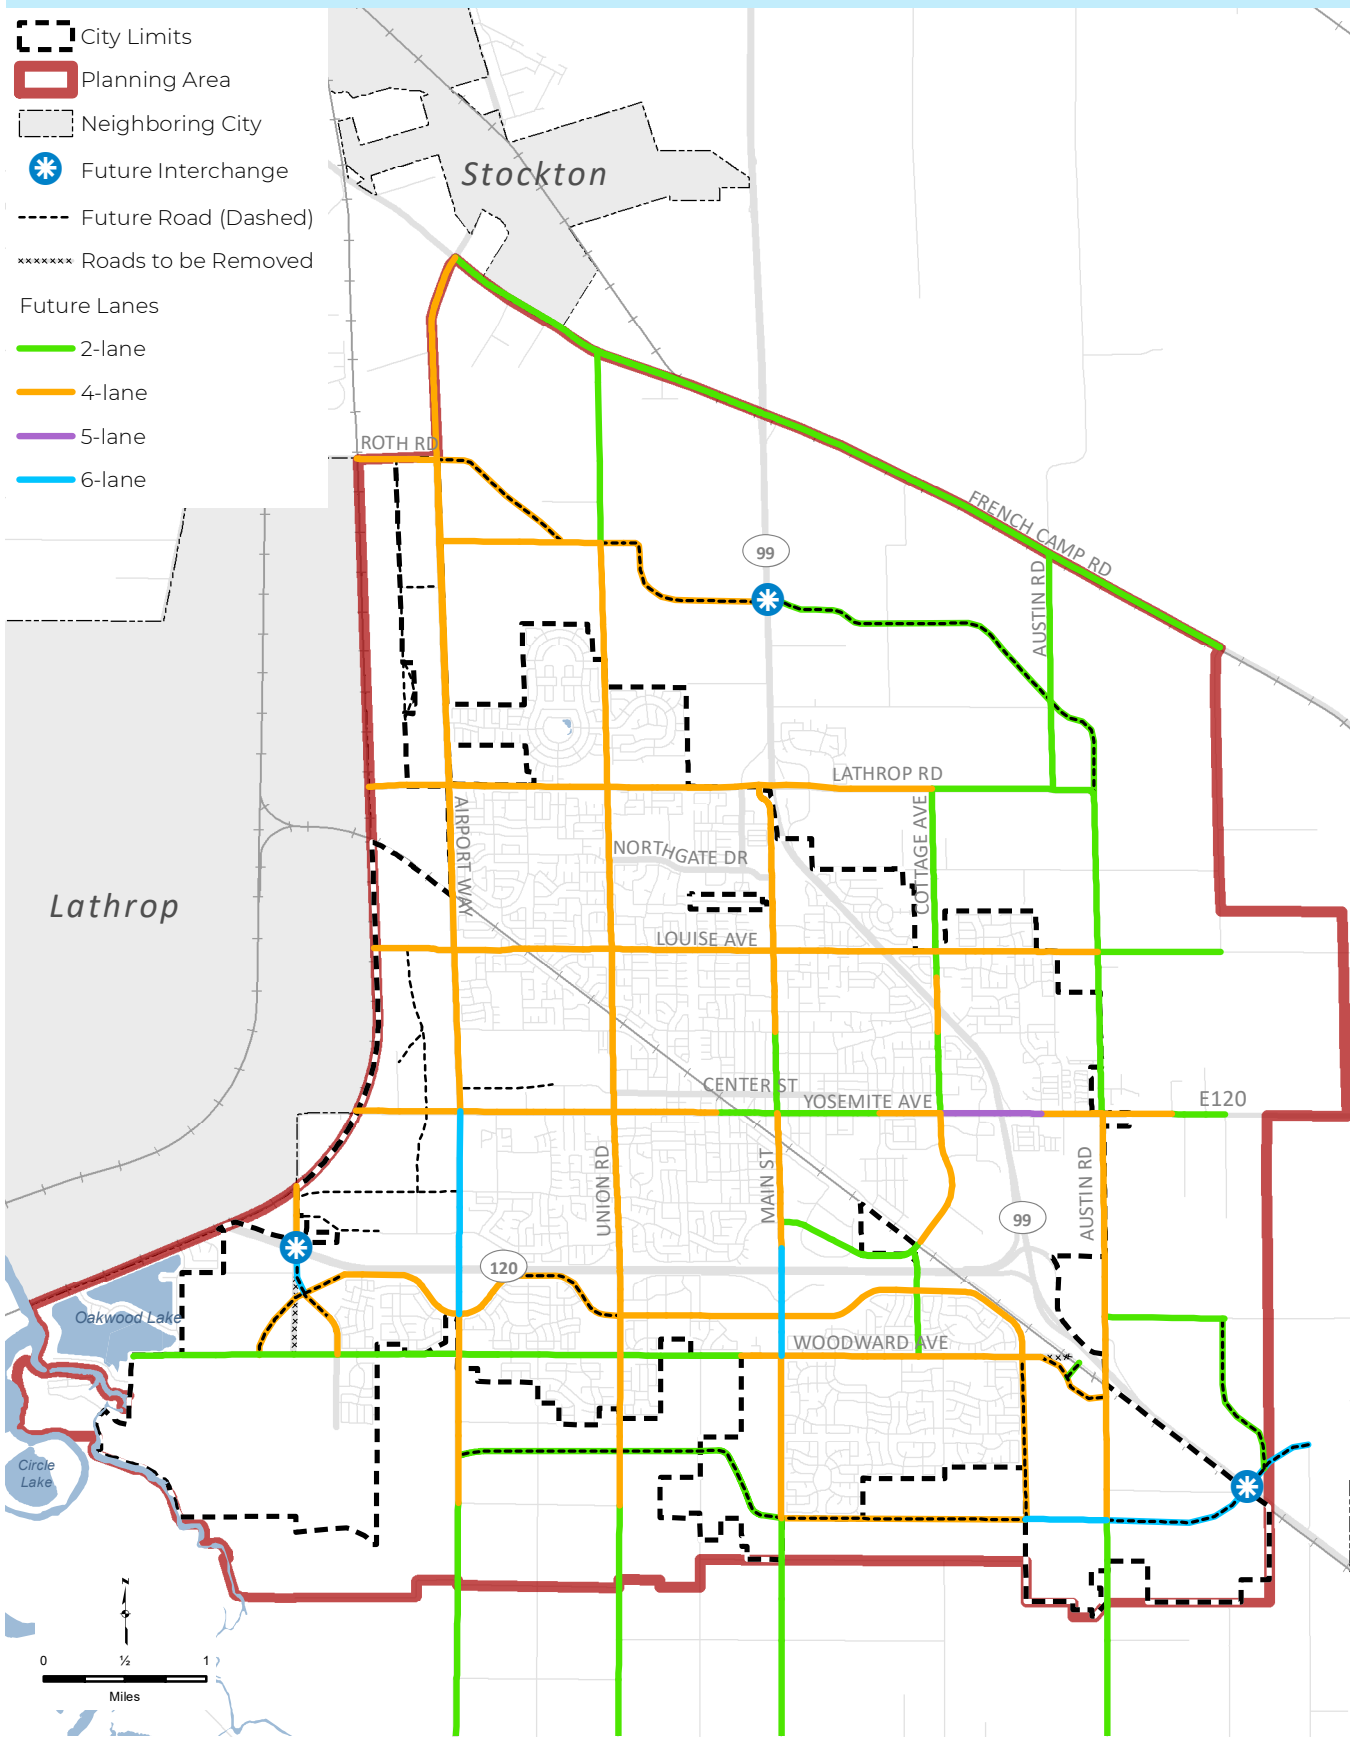 City Limits
Planning Area
Neighboring City
Future Interchange
Future Road (Dashed)
Roads to be Removed
Future Lanes
2-lane
4-lane
5-lane
6-lane
Stockton
ROTH RD
FRENCH CAMP RD
99
AUSTIN RD
LATHROP RD
AIRPORT WAY
COTTAGE AVE
NORTHGATE DR
Lathrop
LOUISE AVE
CENTER ST
YOSEMITE AVE
E120
UNION RD
MAIN ST
AUSTIN RD
99
120
Oakwood Lake
WOODWARD AVE
Circle
Lake
N
0 ½ 1
Miles